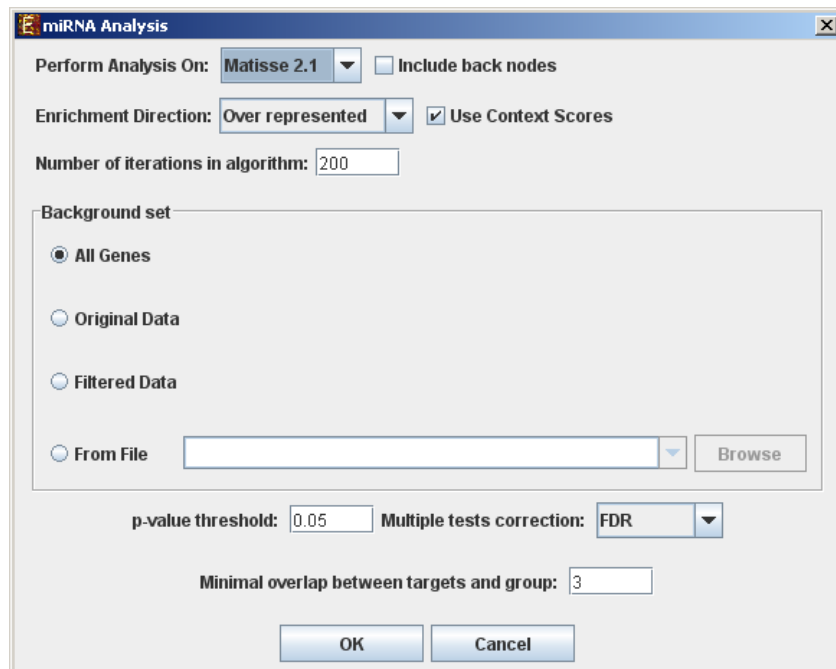 miRNA Analysis
Perform Analysis On: Matisse 2.1 Include back nodes
Enrichment Direction: Over represented Use Context Scores
Number of iterations in algorithm: 200
Background set
All Genes
Original Data
Filtered Data
From File Browse
p-value threshold: 0.05 Multiple tests correction: FDR
Minimal overlap between targets and group: 3
OK Cancel